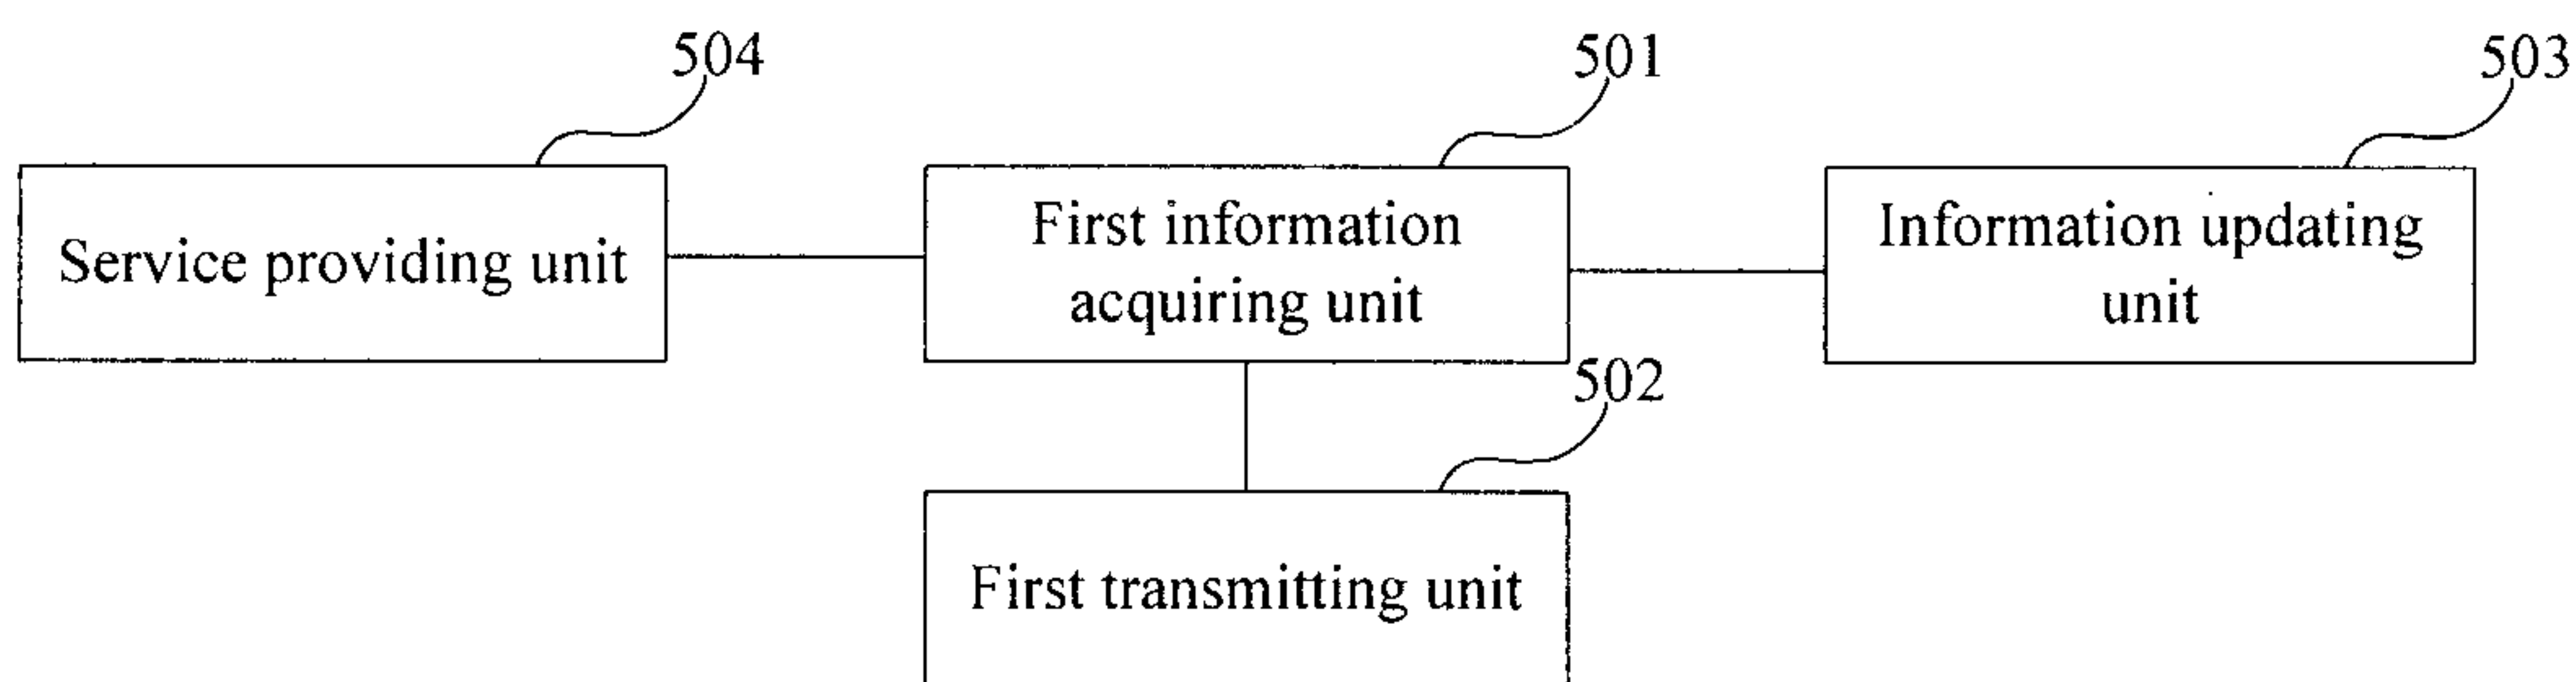 504
501
503
Service providing unit
First information
acquiring unit
Information updating
unit
502
First transmitting unit